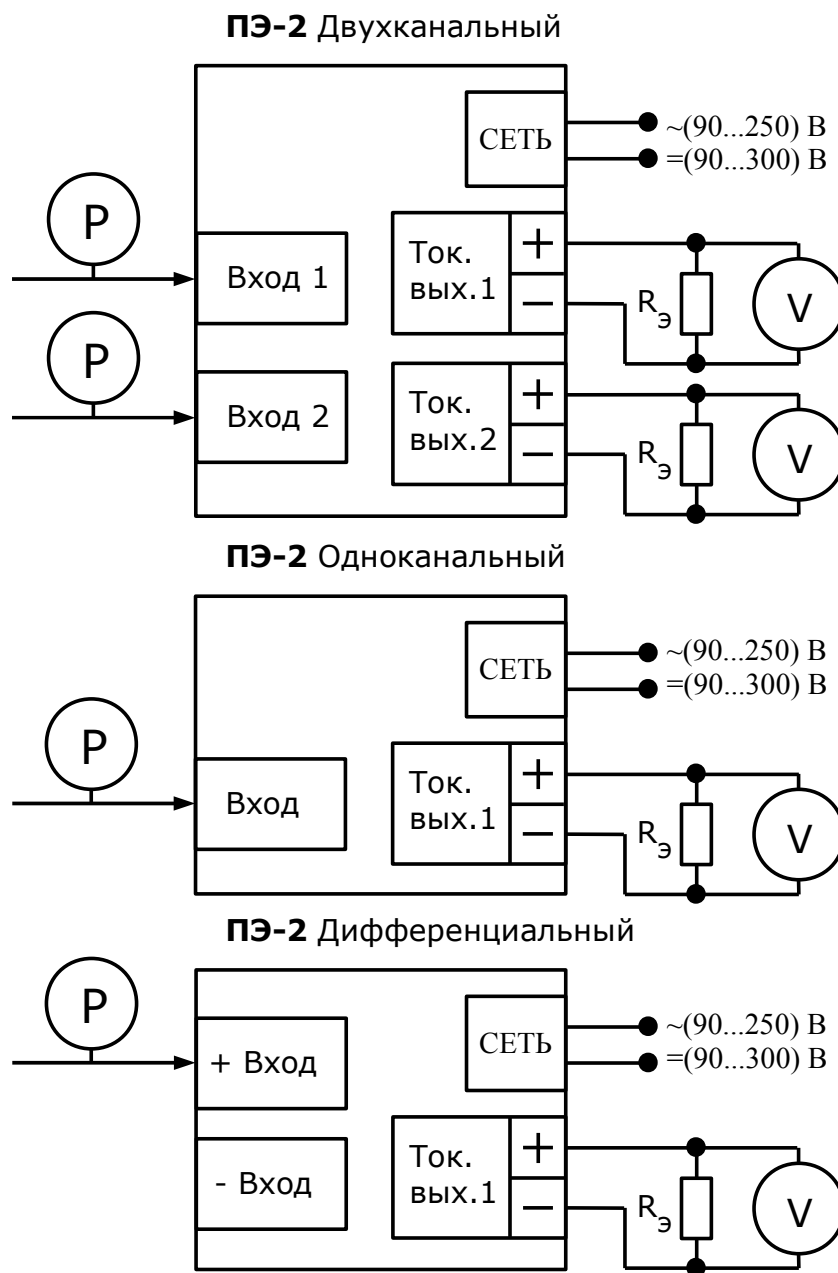 ПЭ-2 Двухканальный
СЕТЬ
~(90...250) В
=(90...300) В
P
Вход 1
Ток.
вых.1
+
−
Rэ
V
P
Вход 2
Ток.
вых.2
+
−
Rэ
V
ПЭ-2 Одноканальный
СЕТЬ
~(90...250) В
=(90...300) В
P
Вход
Ток.
вых.1
+
−
Rэ
V
ПЭ-2 Дифференциальный
P
+ Вход
СЕТЬ
~(90...250) В
=(90...300) В
- Вход
Ток.
вых.1
+
−
Rэ
V